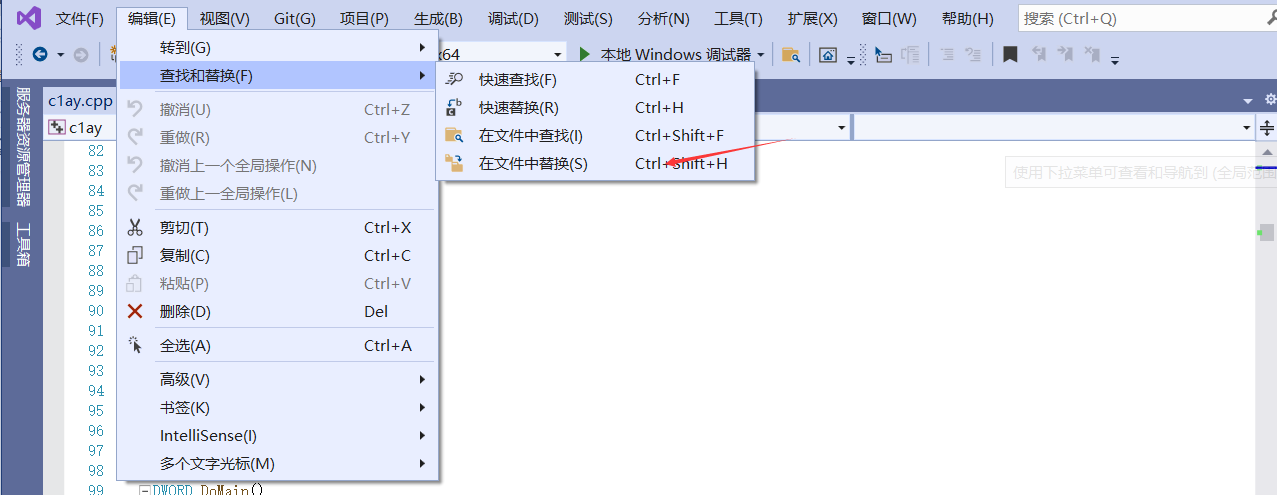 文件(F) 编辑(E) 视图(V) Git(G) 项目(P) 生成(B) 调试(D) 测试(S) 分析(N) 工具(T) 扩展(X) 窗口(W) 帮助(H) 搜索 (Ctrl+Q)
转到(G)
64 本地 Windows 调试器
查找和替换(F)
快速查找(F) Ctrl+F
快速替换(R) Ctrl+H
在文件中查找(I) Ctrl+Shift+F
在文件中替换(S) Ctrl+Shift+H
撤消(U) Ctrl+Z
重做(R) Ctrl+Y
撤消上一个全局操作(N)
重做上一全局操作(L)
剪切(T) Ctrl+X
复制(C) Ctrl+C
粘贴(P) Ctrl+V
删除(D) Del
全选(A) Ctrl+A
高级(V)
书签(K)
IntelliSense(I)
多个文字光标(M)
服务器资源管理器
工具箱
c1ay.cpp
c1ay
使用下拉菜单可查看和导航到 (全局范围
82
83
84
85
86
87
88
89
90
91
92
93
94
95
96
97
98
99 DWORD DoMain()